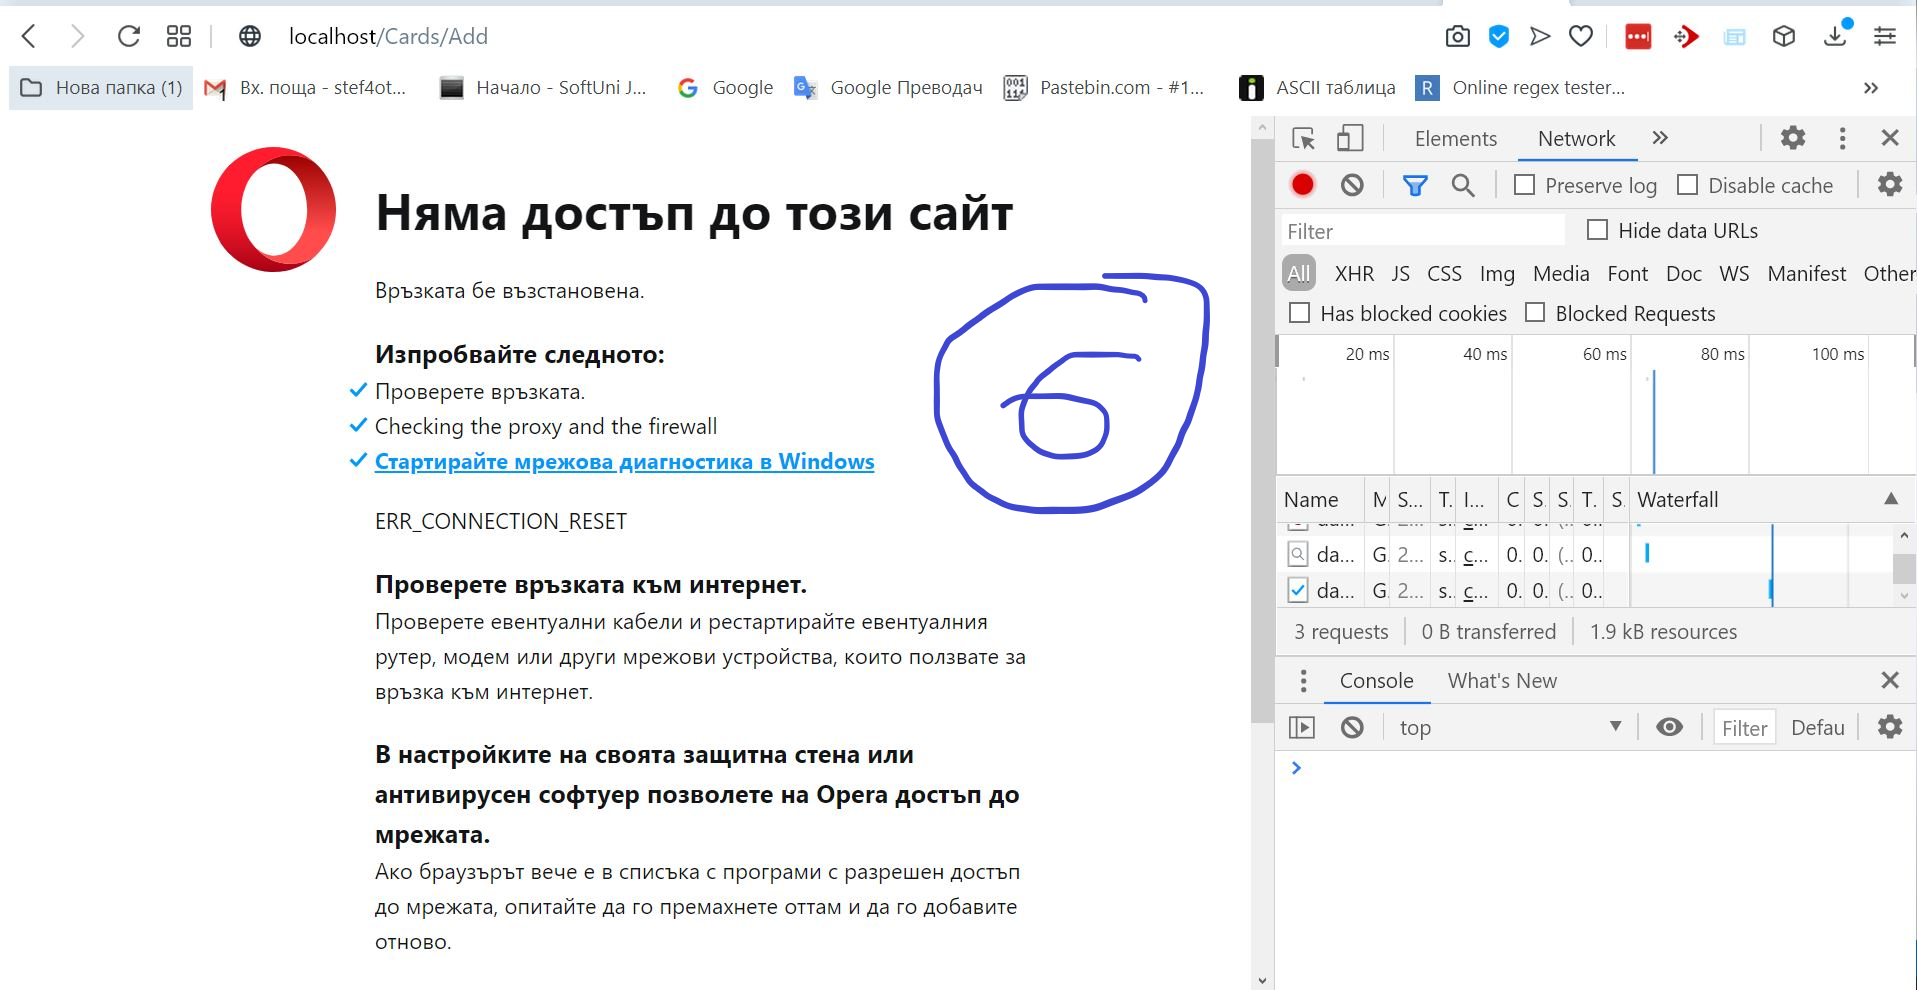 localhost/Cards/Add
Нова папка (1)
Вх. поща - stef4ot...
Начало - SoftUni J...
Google
Google Преводач
Pastebin.com - #1...
ASCII таблица
R
Online regex tester...
Няма достъп до този сайт
Връзката бе възстановена.
Изпробвайте следното:
Проверете връзката.
Checking the proxy and the firewall
Стартирайте мрежова диагностика в Windows
ERR_CONNECTION_RESET
Проверете връзката към интернет.
Проверете евентуални кабели и рестартирайте евентуалния
рутер, модем или други мрежови устройства, които ползвате за
връзка към интернет.
В настройките на своята защитна стена или
антивирусен софтуер позволете на Opera достъп до
мрежата.
Ако браузърът вече е в списъка с програми с разрешен достъп
до мрежата, опитайте да го премахнете оттам и да го добавите
отново.
6
Elements Network
Preserve log Disable cache
Filter Hide data URLs
All XHR JS CSS Img Media Font Doc WS Manifest Other
Has blocked cookies Blocked Requests
20 ms 40 ms 60 ms 80 ms 100 ms
Name M S... T. I... C S. S. T. S. Waterfall
da... G. 2... s.. c... 0. 0. (.. 0..
da... G. 2... s.. c... 0. 0. (.. 0..
3 requests 0 B transferred 1.9 kB resources
Console What's New
top Filter Defau